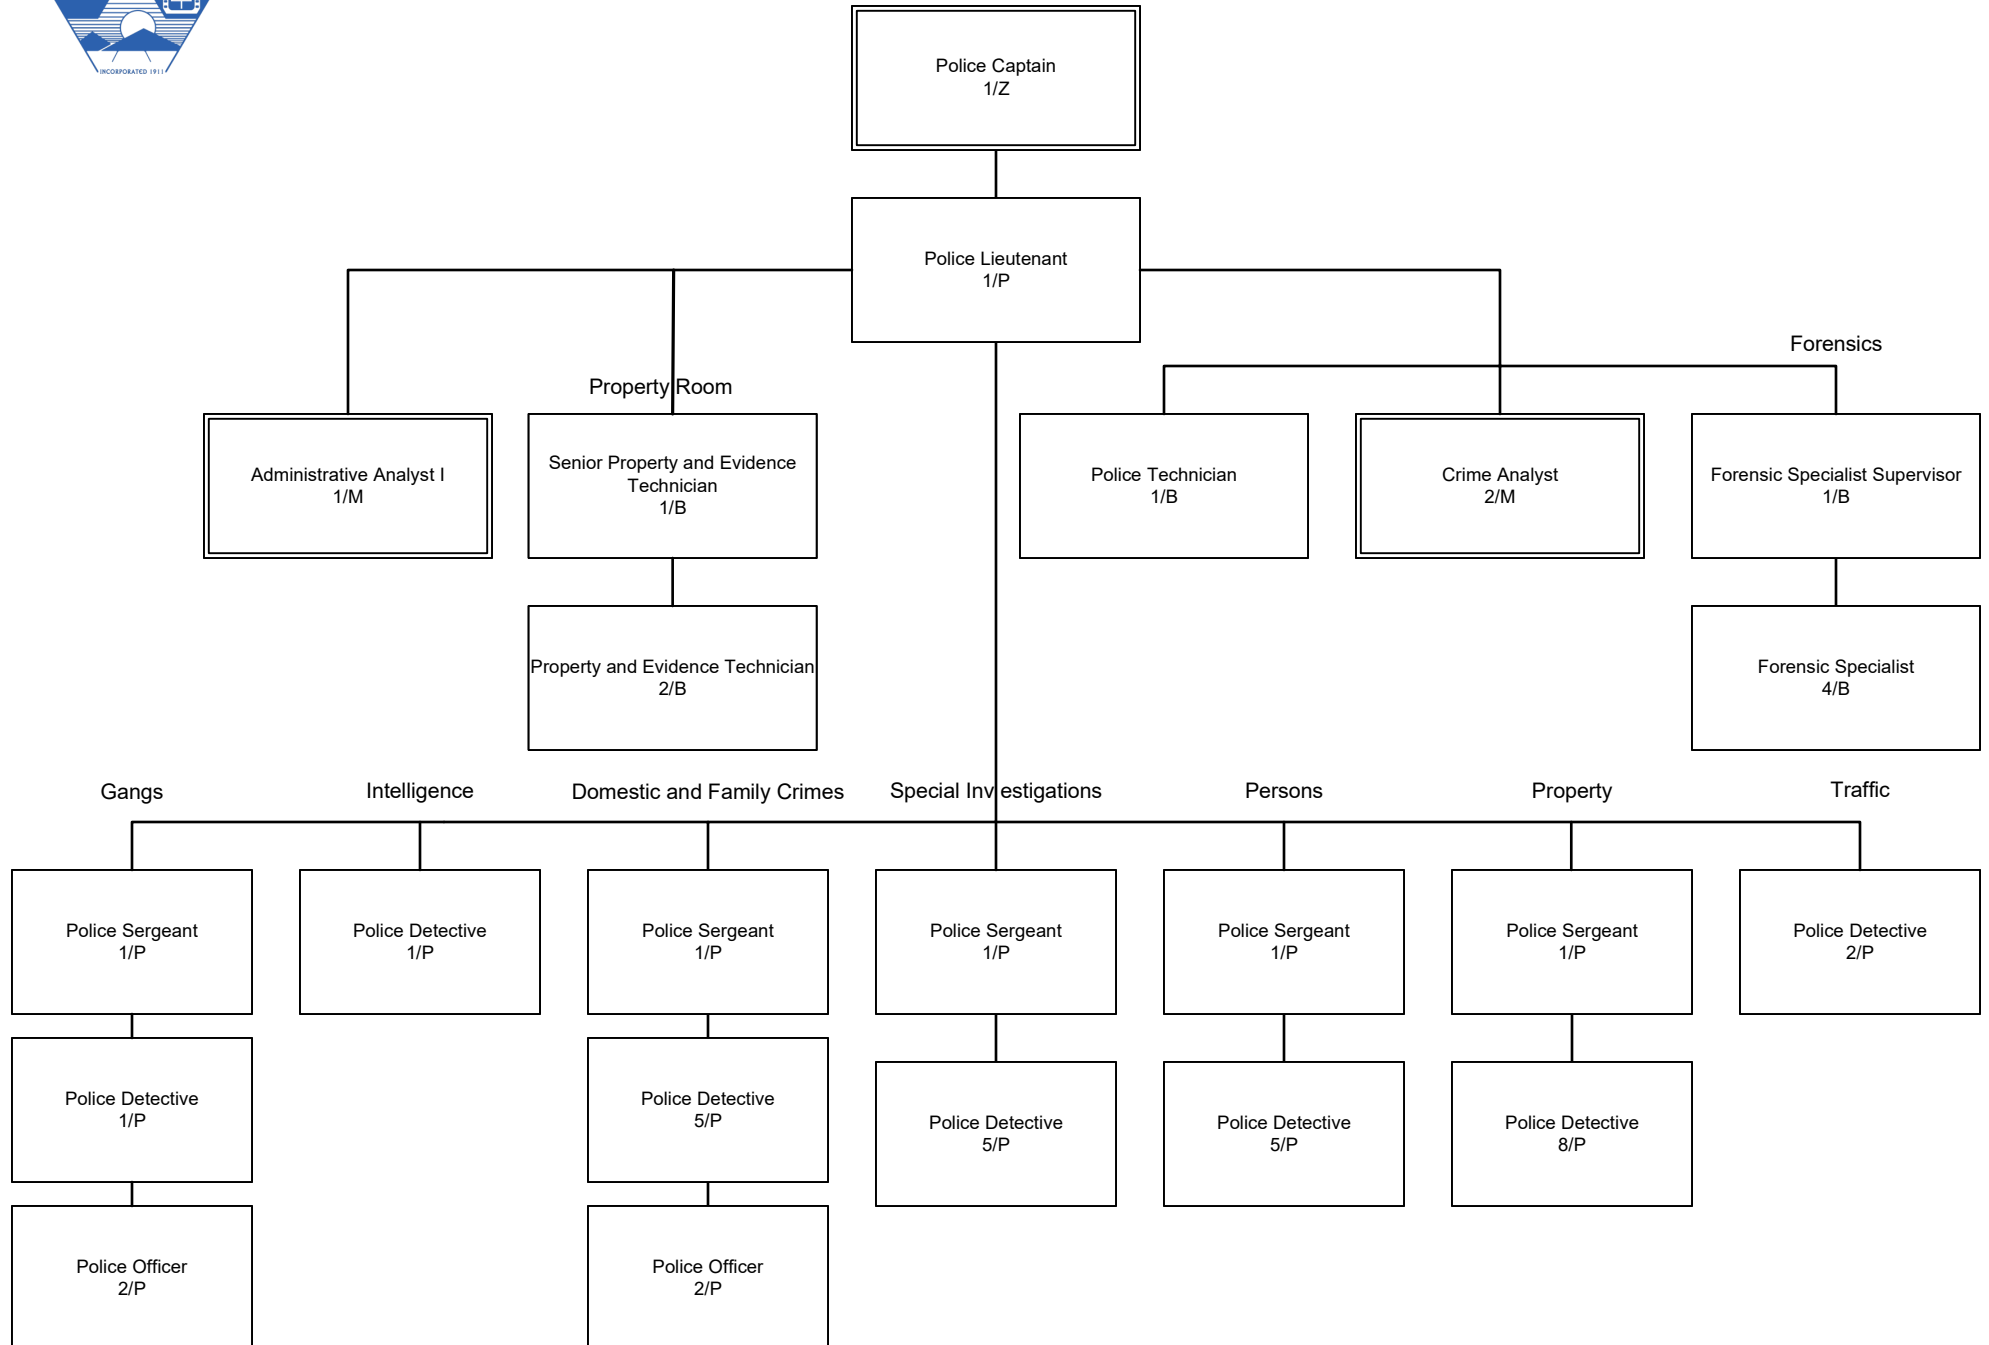 INCORPORATED 1911
Police Captain
1/Z
Police Lieutenant
1/P
Forensics
Property Room
Administrative Analyst I
1/M
Senior Property and Evidence
Technician
1/B
Police Technician
1/B
Crime Analyst
2/M
Forensic Specialist Supervisor
1/B
Property and Evidence Technician
2/B
Forensic Specialist
4/B
Gangs
Intelligence
Domestic and Family Crimes
Special Investigations
Persons
Property
Traffic
Police Sergeant
1/P
Police Detective
1/P
Police Sergeant
1/P
Police Sergeant
1/P
Police Sergeant
1/P
Police Sergeant
1/P
Police Detective
2/P
Police Detective
1/P
Police Detective
5/P
Police Detective
5/P
Police Detective
5/P
Police Detective
8/P
Police Officer
2/P
Police Officer
2/P